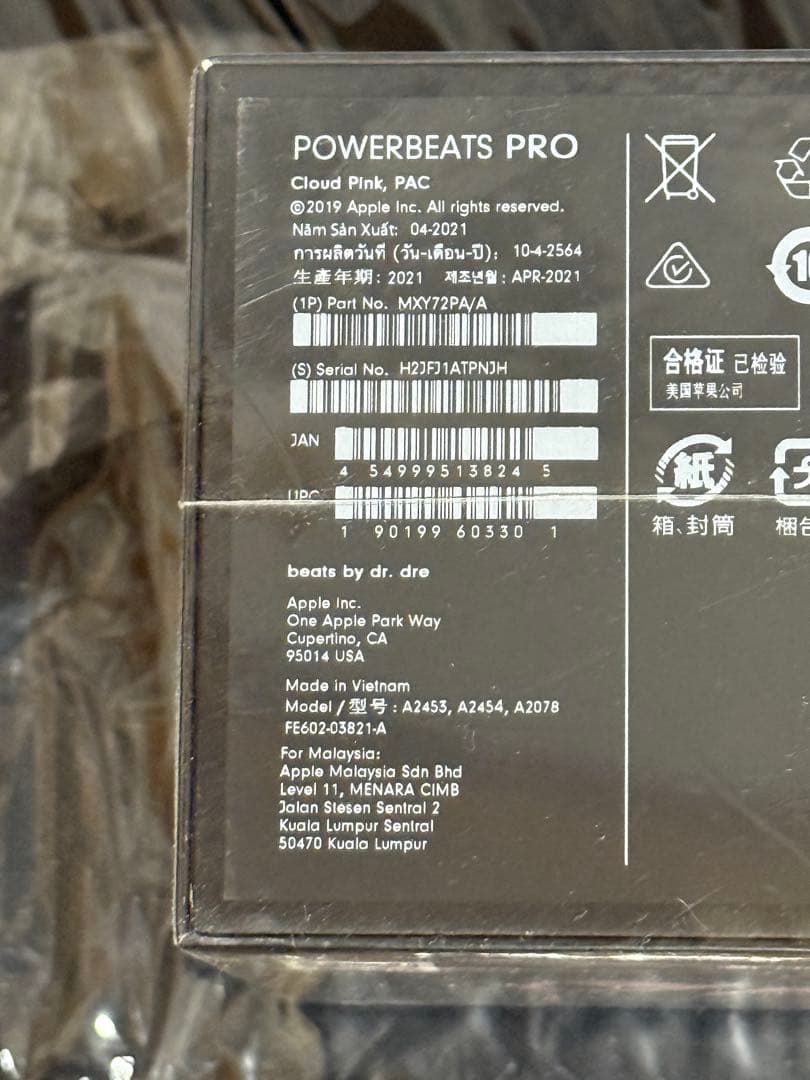 POWERBEATS PRO
Cloud Pink, PAC
©2019 Apple Inc. All rights reserved.
Năm Sản Xuất: 04-2021
การผลิตวันที่ (วัน-เดือน-ปี): 10-4-2564
生產年期: 2021 제조년월: APR-2021
(1P) Part No. MXY72PA/A
(S) Serial No. H2JFJ1ATPNJH
JAN
4 549995138245
UPC
1 90199 60330 1
beats by dr. dre
Apple Inc.
One Apple Park Way
Cupertino, CA
95014 USA
Made in Vietnam
Model / 型号 : A2453, A2454, A2078
FE602-03821-A
For Malaysia:
Apple Malaysia Sdn Bhd
Level 11, MENARA CIMB
Jalan Stesen Sentral 2
Kuala Lumpur Sentral
50470 Kuala Lumpur
10
合格证 已检验
美国苹果公司
紙
箱、封筒
梱包